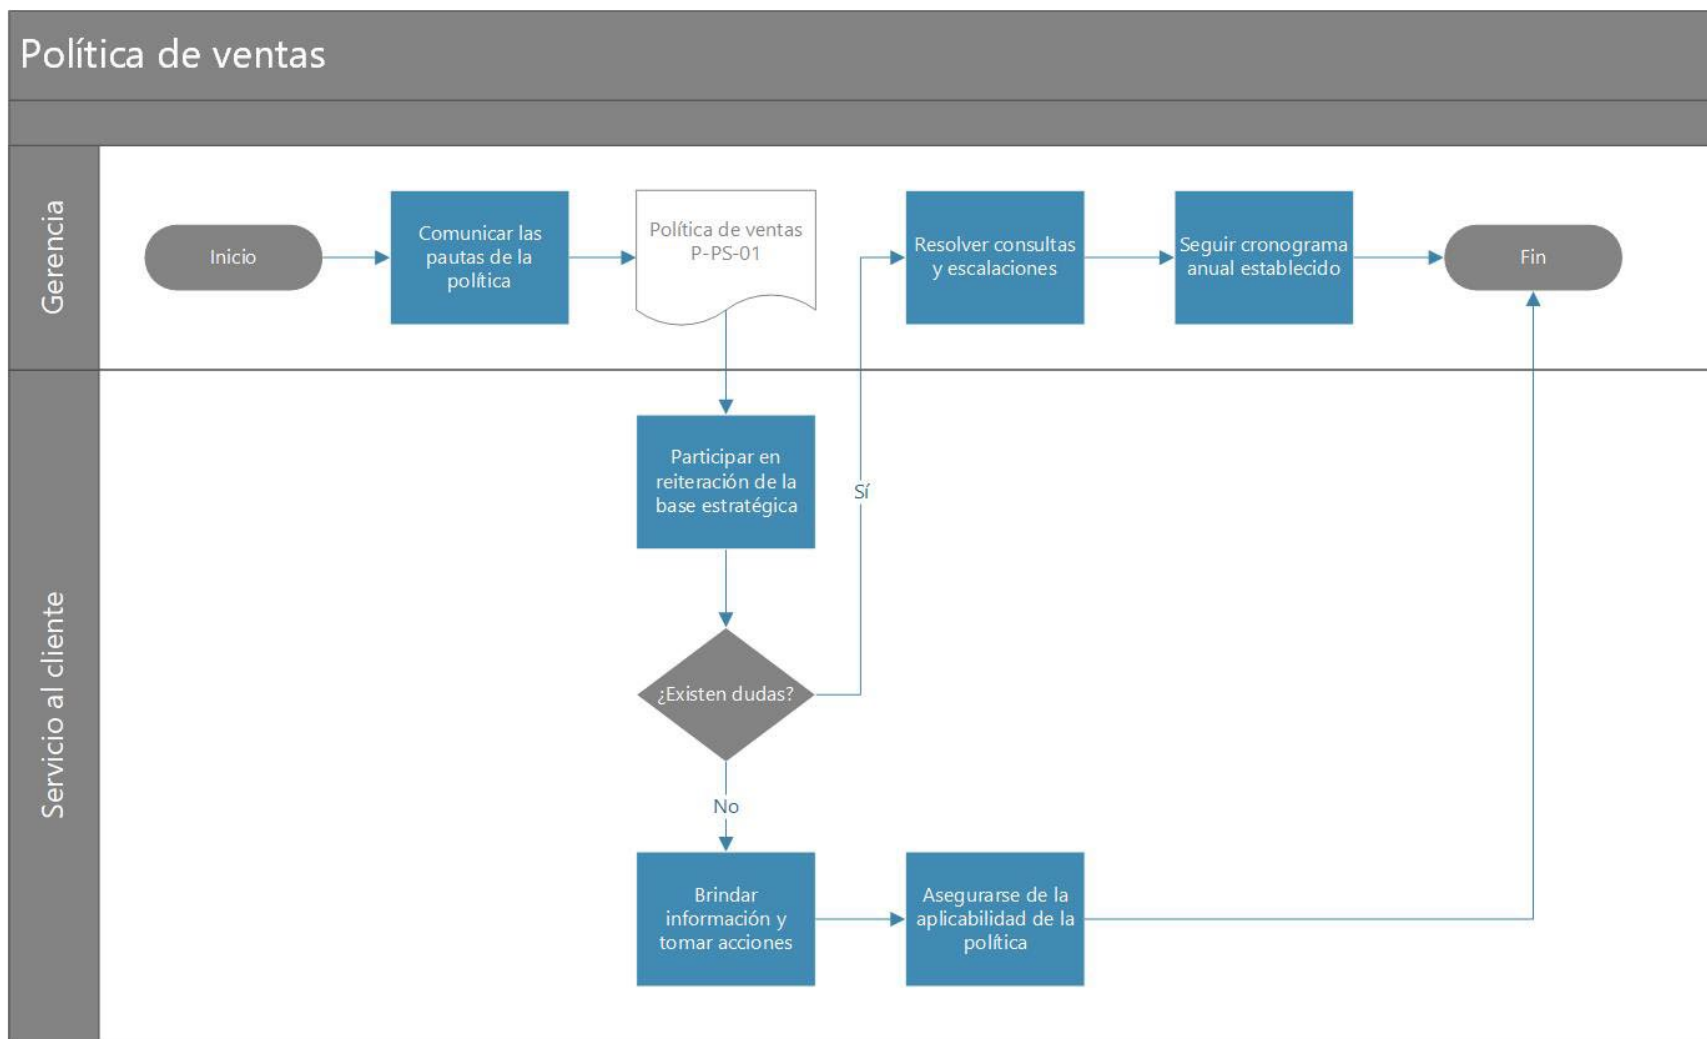 Política de ventas
Gerencia
Inicio
Comunicar las
pautas de la
política
Política de ventas
P-PS-01
Resolver consultas
y escalaciones
Seguir cronograma
anual establecido
Fin
Servicio al cliente
Participar en
reiteración de la
base estratégica
Sí
¿Existen dudas?
No
Brindar
información y
tomar acciones
Asegurarse de la
aplicabilidad de la
política